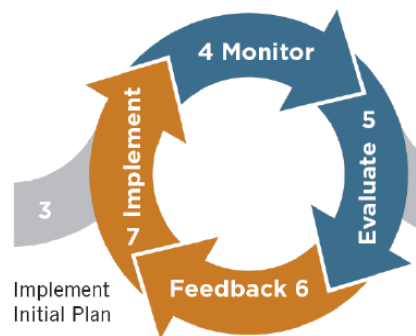 4 Monitor
Evaluate 5
Feedback 6
7 Implement
3
Implement
Initial Plan